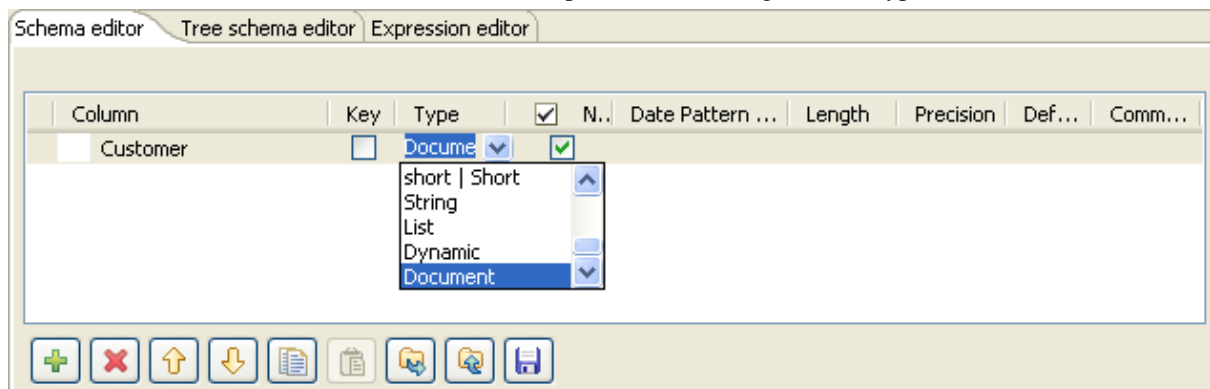 Schema editor Tree schema editor Expression editor
Column Key Type N.. Date Pattern ... Length Precision Def... Comm...
Customer Docume
short | Short
String
List
Dynamic
Document